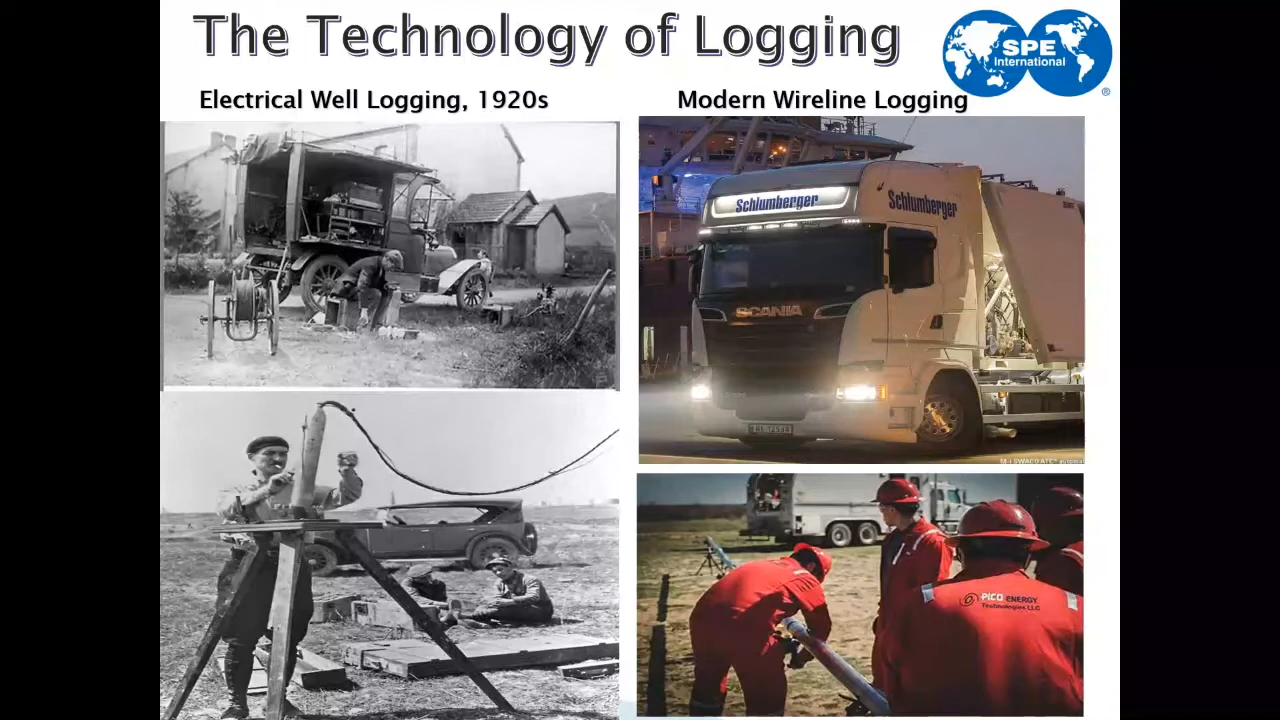 The Technology of Logging
SPE
International
®
Electrical Well Logging, 1920s
Modern Wireline Logging
Schlumberger
Schlumberger
SCANIA
PICO ENERGY
Technologies LLC